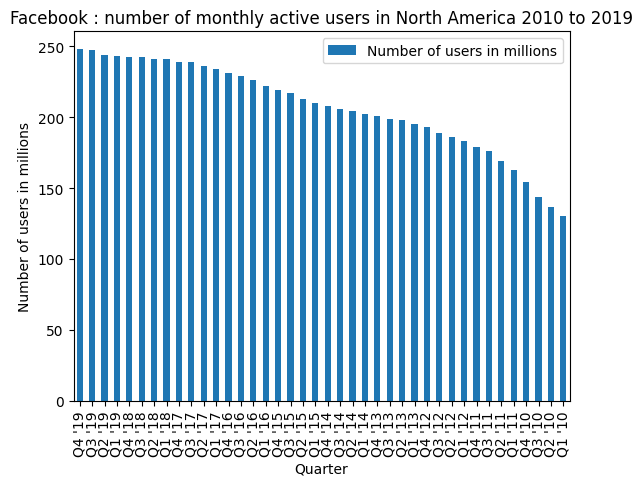 Facebook : number of monthly active users in North America 2010 to 2019
Number of users in millions
Number of users in millions
250
200
150
100
50
0
Q4 '19
Q3 '19
Q2 '19
Q1 '19
Q4 '18
Q3 '18
Q2 '18
Q1 '18
Q4 '17
Q3 '17
Q2 '17
Q1 '17
Q4 '16
Q3 '16
Q2 '16
Q1 '16
Q4 '15
Q3 '15
Q2 '15
Q1 '15
Q4 '14
Q3 '14
Q2 '14
Q1 '14
Q4 '13
Q3 '13
Q2 '13
Q1 '13
Q4 '12
Q3 '12
Q2 '12
Q1 '12
Q4 '11
Q3 '11
Q2 '11
Q1 '11
Q4 '10
Q3 '10
Q2 '10
Q1 '10
Quarter